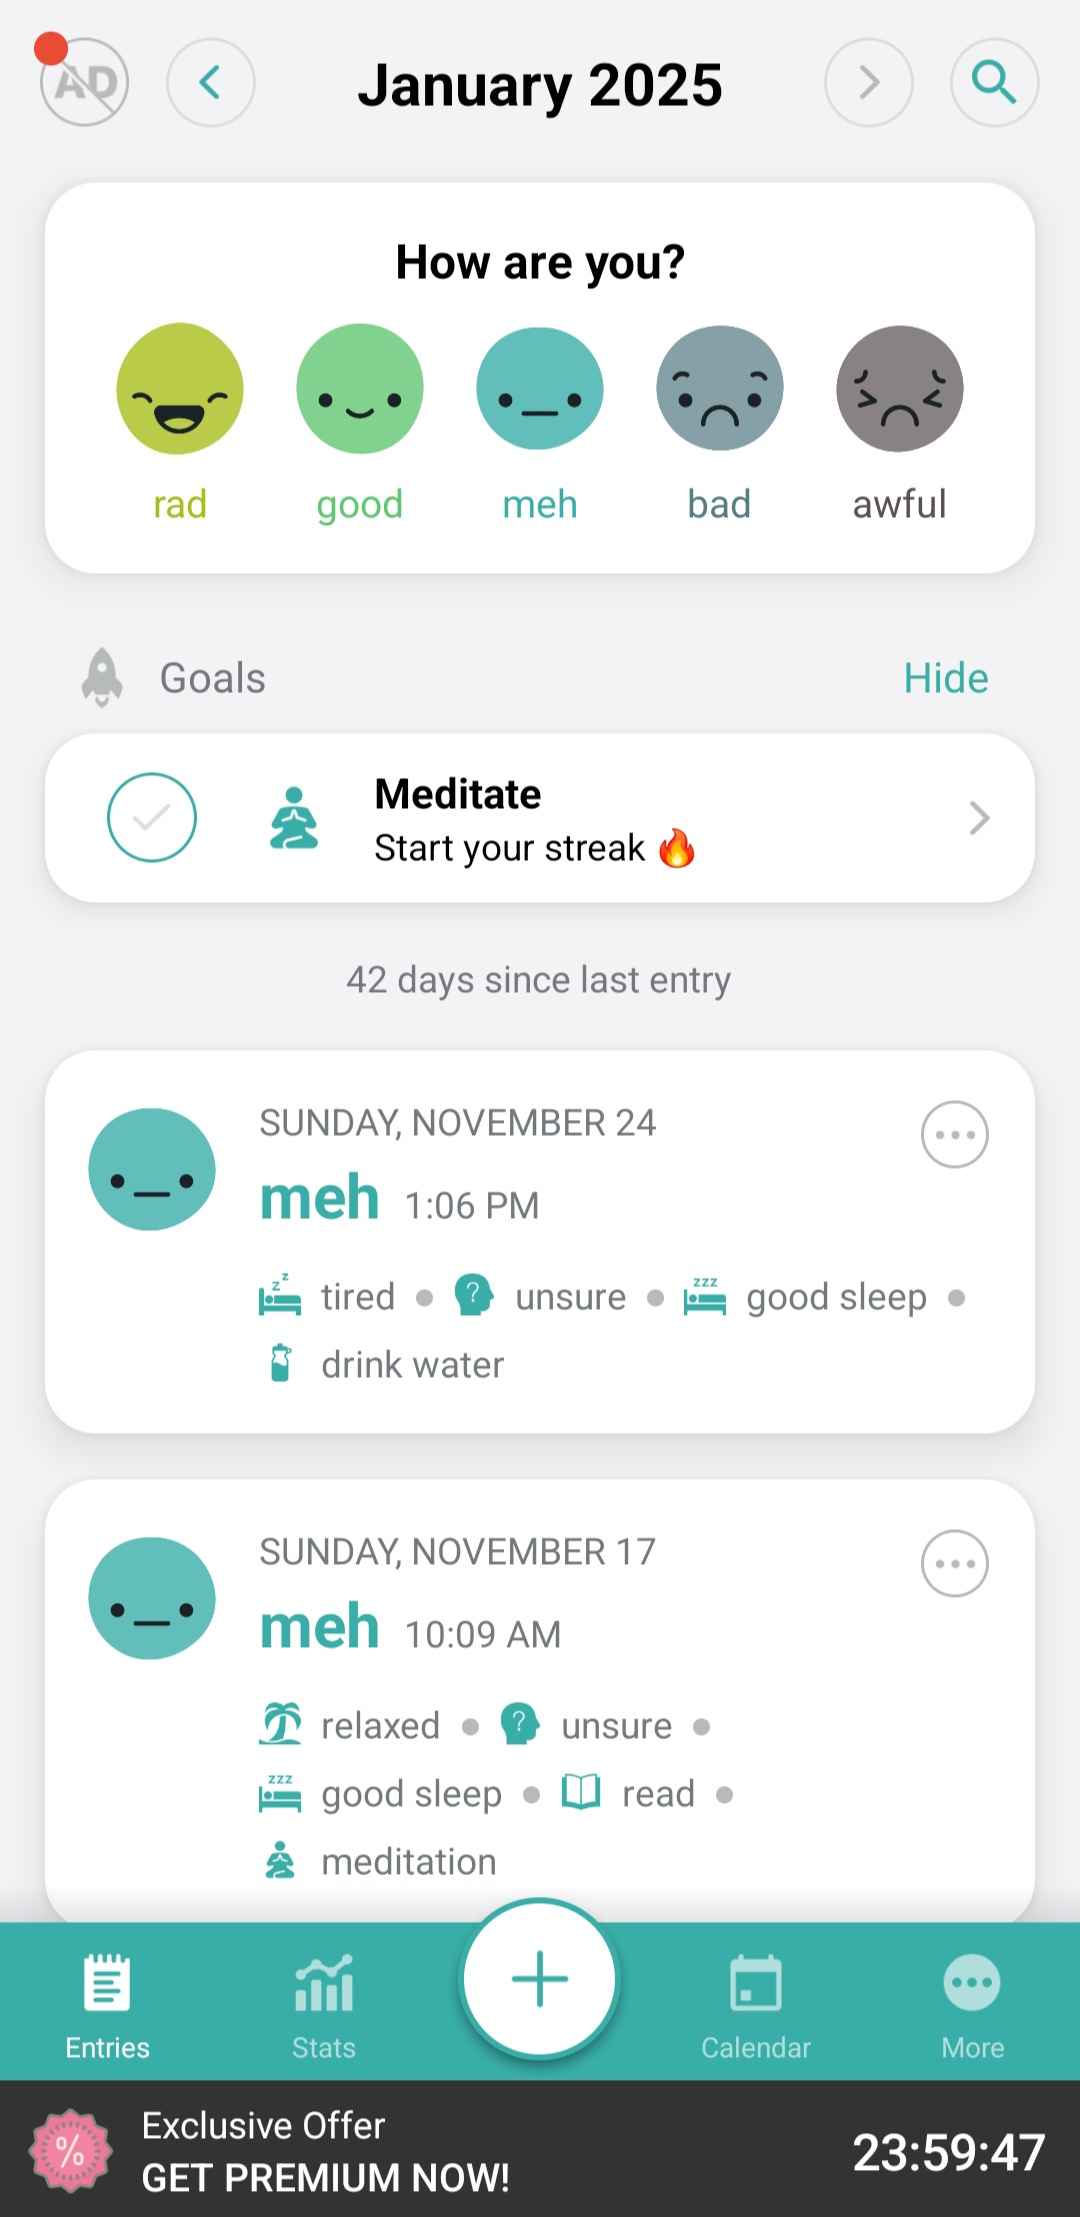 AD
January 2025
How are you?
rad good meh bad awful
Goals Hide
Meditate
Start your streak 🔥
42 days since last entry
SUNDAY, NOVEMBER 24
meh 1:06 PM
tired • unsure • good sleep •
drink water
SUNDAY, NOVEMBER 17
meh 10:09 AM
relaxed • unsure •
good sleep • read •
meditation
Entries Stats Calendar More
Exclusive Offer
GET PREMIUM NOW!
23:59:47